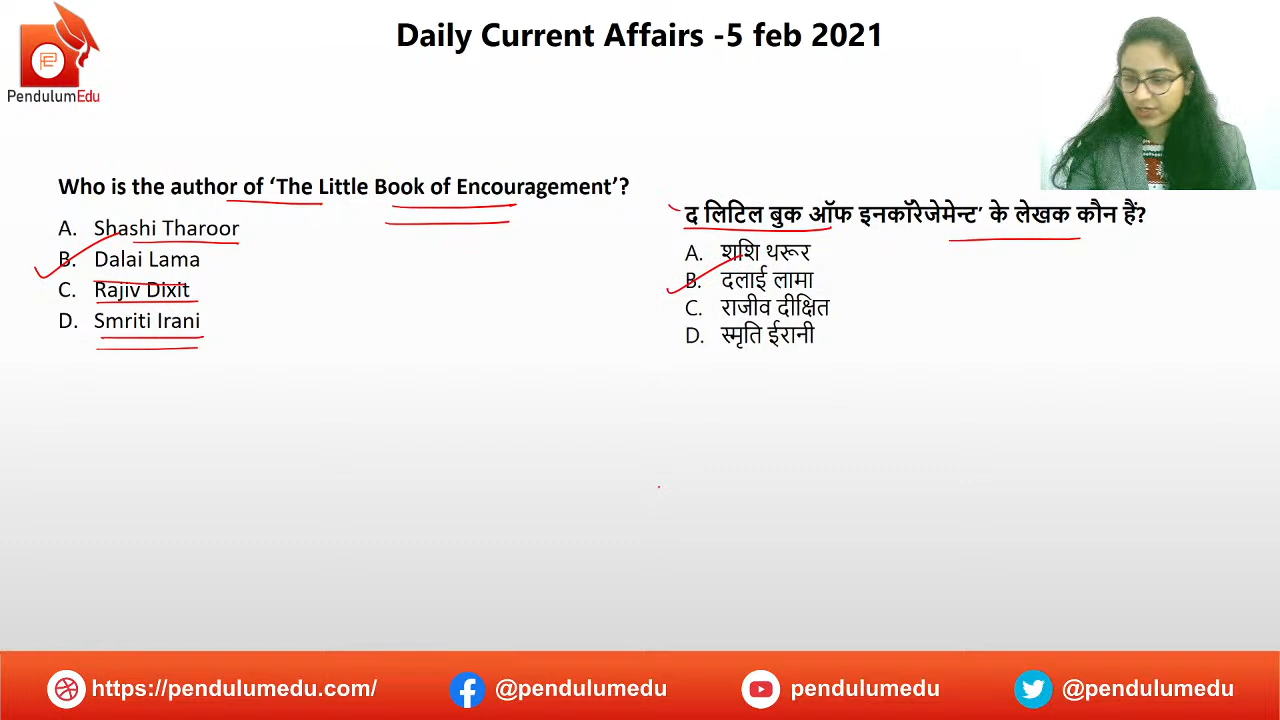 Daily Current Affairs -5 feb 2021
PE
PendulumEdu
Who is the author of ‘The Little Book of Encouragement’?
A. Shashi Tharoor
B. Dalai Lama
C. Rajiv Dixit
D. Smriti Irani
द लिटिल बुक ऑफ इनकॉरेजेमेन्ट’ के लेखक कौन हैं?
A. शशि थरूर
B. दलाई लामा
C. राजीव दीक्षित
D. स्मृति ईरानी
https://pendulumedu.com/ @pendulumedu pendulumedu @pendulumedu